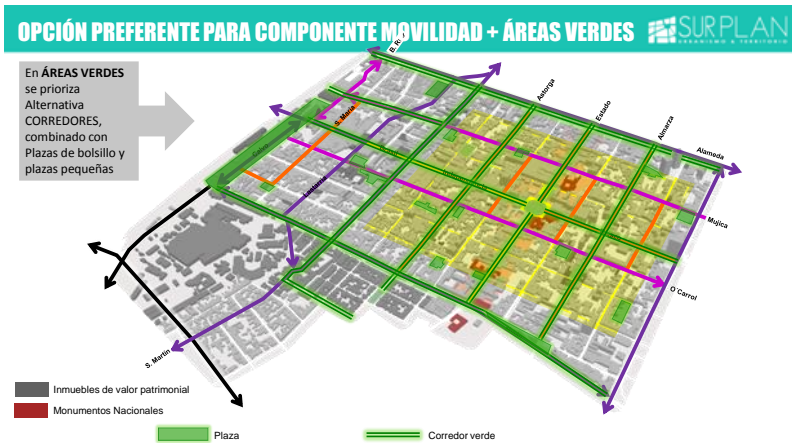 OPCIÓN PREFERENTE PARA COMPONENTE MOVILIDAD + ÁREAS VERDES
SURPLAN
URBANISMO & TERRITORIO
En ÁREAS VERDES
se prioriza
Alternativa
CORREDORES,
combinado con
Plazas de bolsillo y
plazas pequeñas
S. María
Astorga
Estado
Almarza
Alameda
Mujica
O'Carrol
S. Martín
Inmuebles de valor patrimonial
Monumentos Nacionales
Plaza
Corredor verde